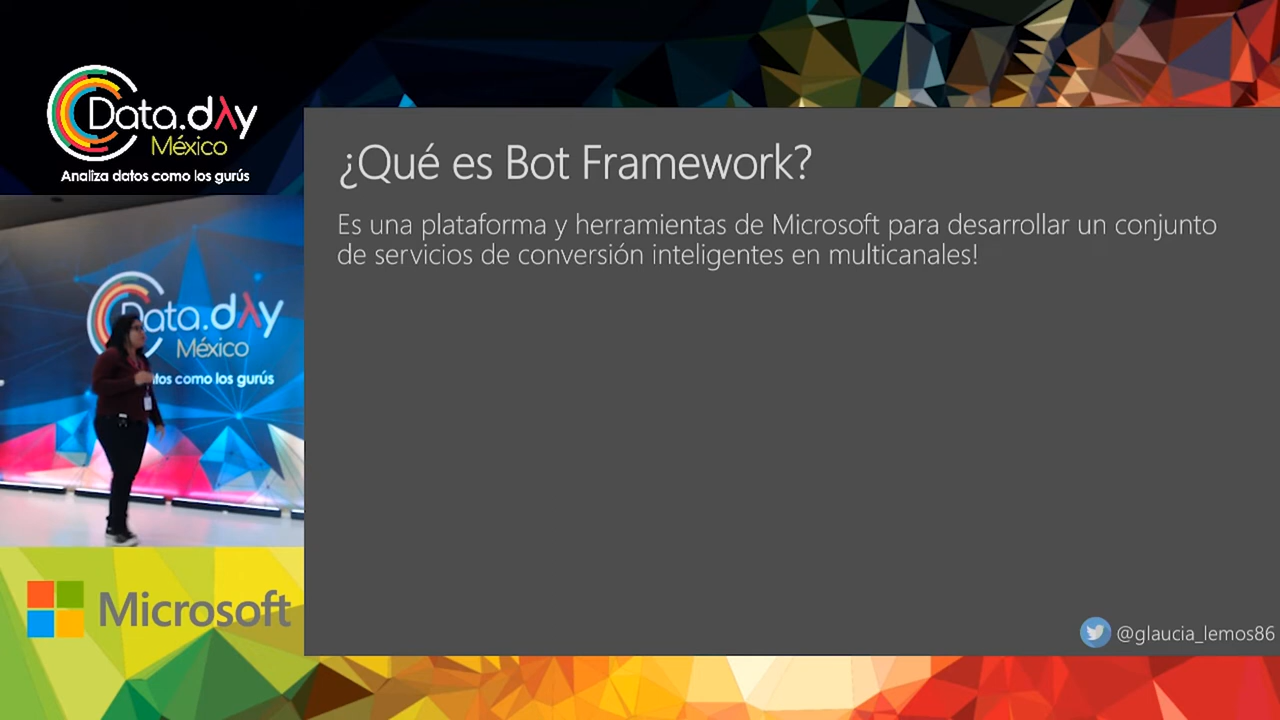 Data.dλy
México
Analiza datos como los gurús
¿Qué es Bot Framework?
Es una plataforma y herramientas de Microsoft para desarrollar un conjunto
de servicios de conversión inteligentes en multicanales!
Data.dλy
México
datos como los gurús
Microsoft
@glaucia_lemos86